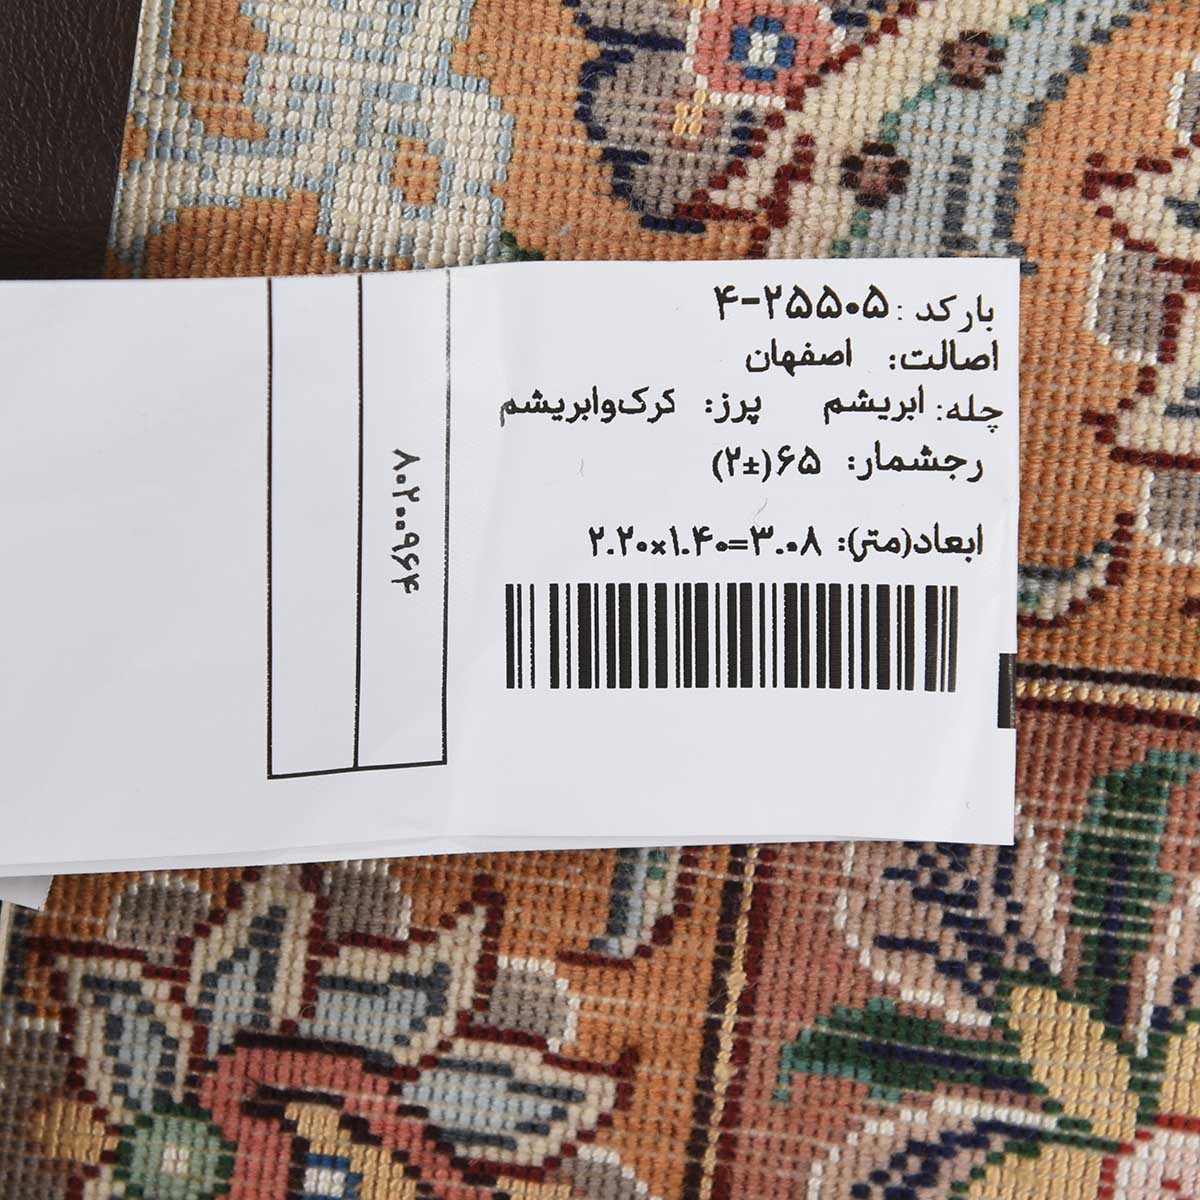 بارکد : ۲۵۵۰۵-۴
اصالت: اصفهان
چله: ابریشم پرز: کرک‌وابریشم
رجشمار: ۶۵(±۲)
ابعاد(متر): ۲.۲۰×۱.۴۰=۳.۰۸
۸۰۲۰۰۹۶۴